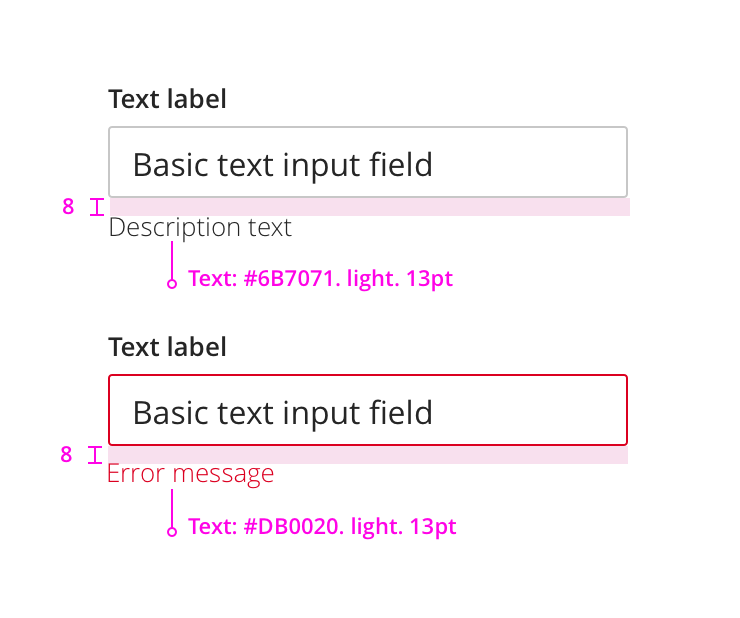 Text label
Basic text input field
8
Description text
Text: #6B7071. light. 13pt
Text label
Basic text input field
8
Error message
Text: #DB0020. light. 13pt